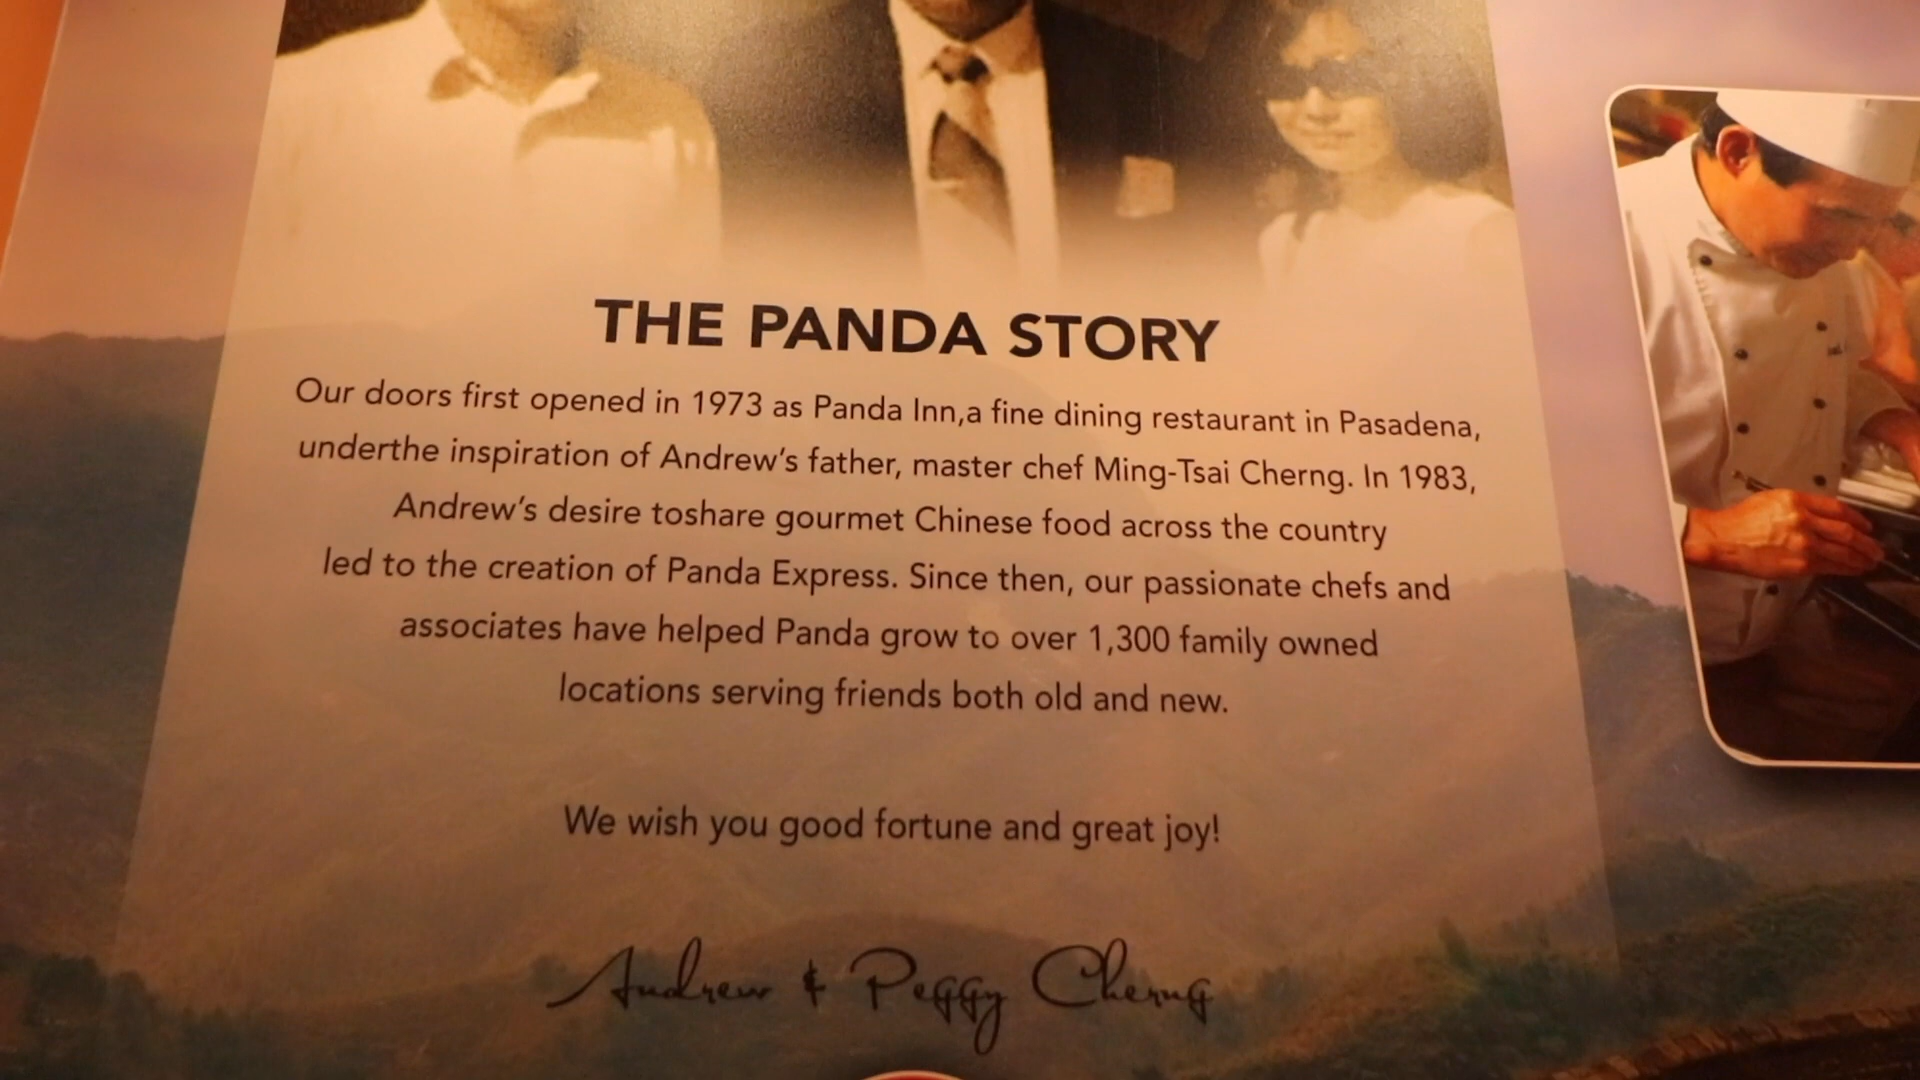 THE PANDA STORY
Our doors first opened in 1973 as Panda Inn,a fine dining restaurant in Pasadena,
underthe inspiration of Andrew's father, master chef Ming-Tsai Cherng. In 1983,
Andrew's desire toshare gourmet Chinese food across the country
led to the creation of Panda Express. Since then, our passionate chefs and
associates have helped Panda grow to over 1,300 family owned
locations serving friends both old and new.
We wish you good fortune and great joy!
Andrew & Peggy Cherng